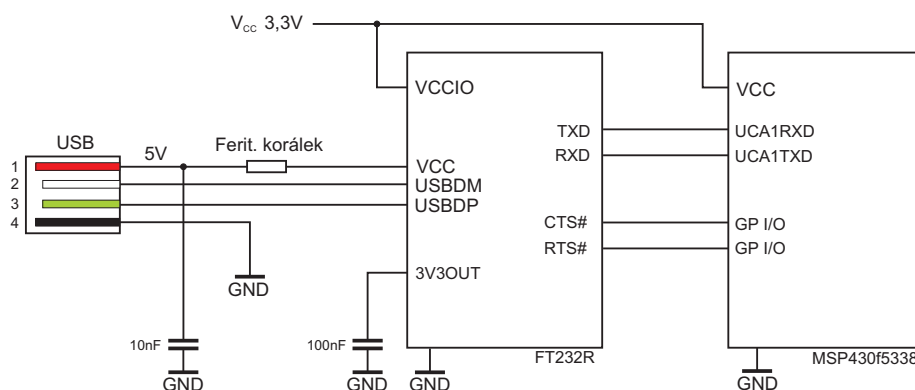 Vcc 3,3V
VCCIO
VCC
USB
5V
Ferit. korálek
TXD
UCA1RXD
RXD
UCA1TXD
1
VCC
2
USBDM
3
USBDP
4
CTS#
GP I/O
RTS#
GP I/O
3V3OUT
GND
10nF
100nF
FT232R
MSP430f5338
GND
GND
GND
GND